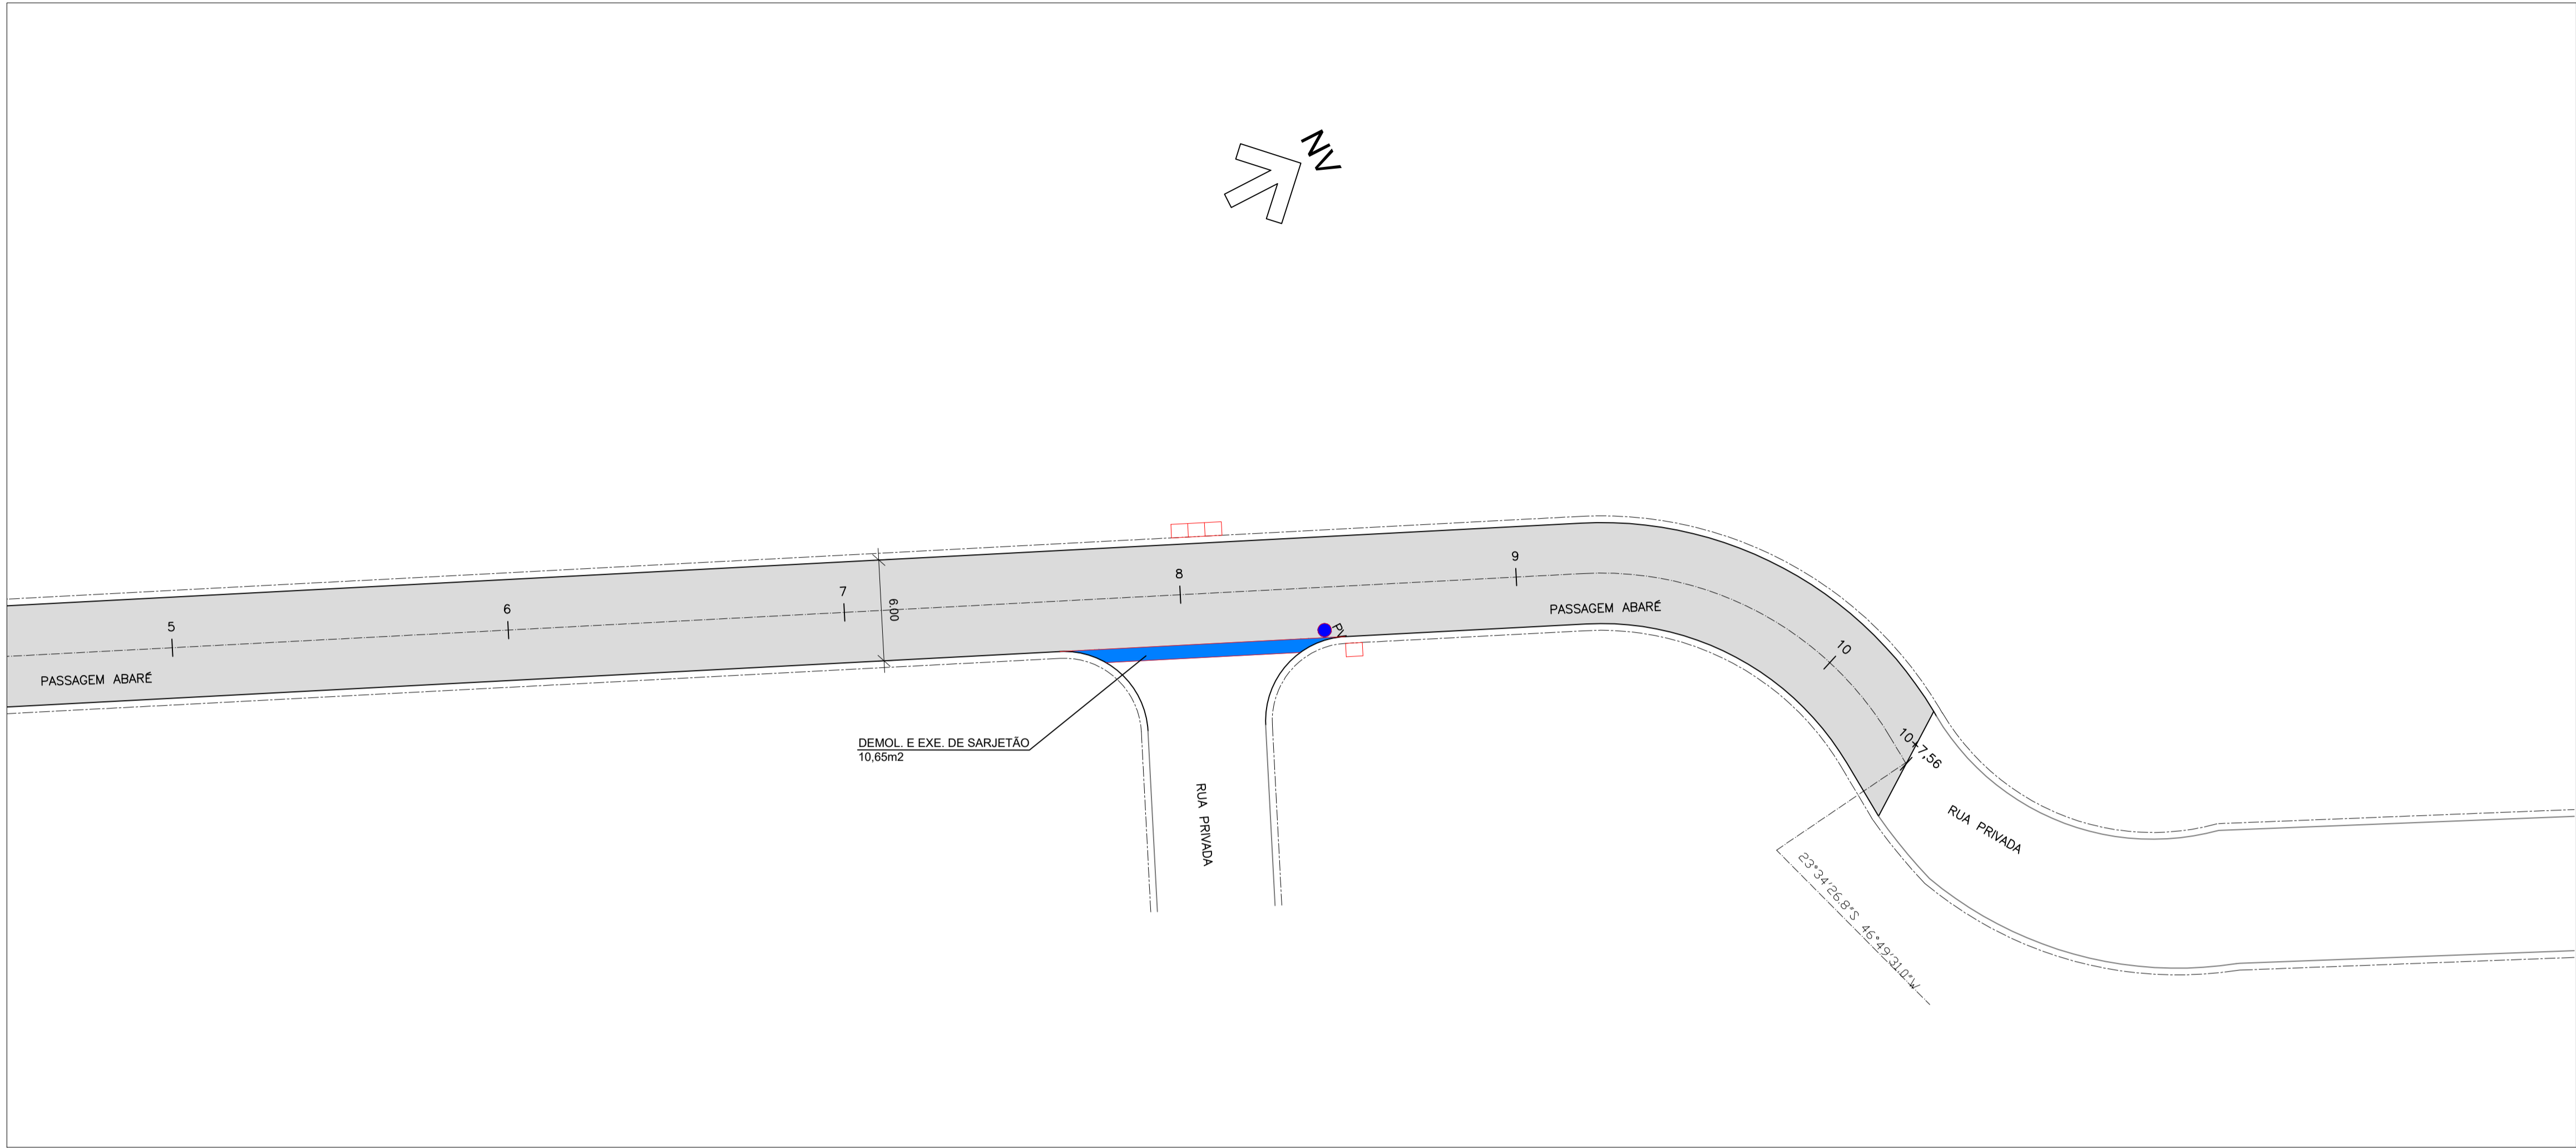 NV
9
8
PASSAGEM ABARÉ
7
6.00
6
5
PV
10
PASSAGEM ABARÉ
10+7,56
DEMOL. E EXE. DE SARJETÃO
10,65m2
RUA PRIVADA
RUA PRIVADA
23°34'26.8"S 46°49'31.0"W